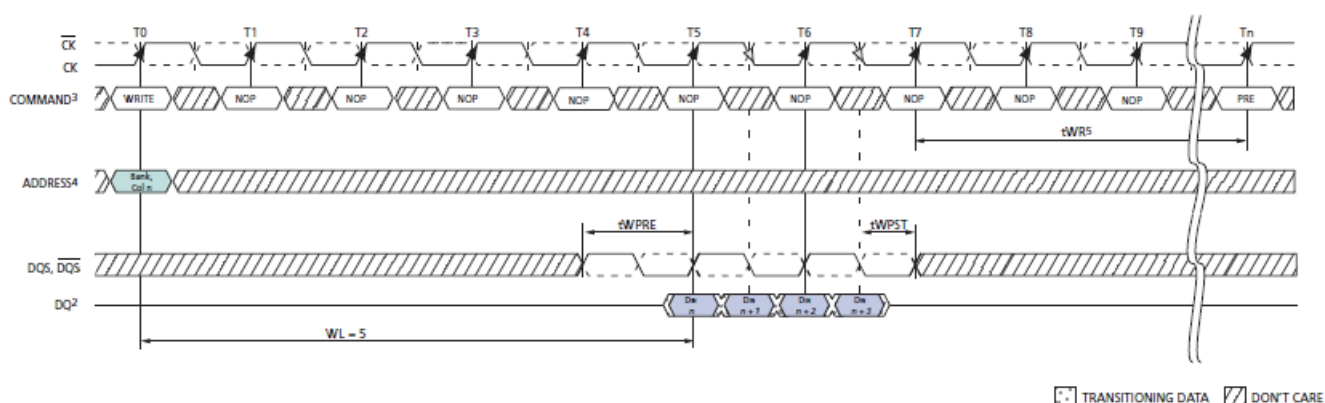 T0 T1 T2 T3 T4 T5 T6 T7 T8 T9 Tn
CK
CK
COMMAND3 WRITE NOP NOP NOP NOP NOP NOP NOP NOP NOP PRE
tWR5
ADDRESS4 Bank,
Col n
tWPRE tWPST
DQS, DQS
DQ2 Din
n Din
n + 1 Din
n + 2 Din
n + 3
WL = 5
TRANSITIONING DATA DON'T CARE